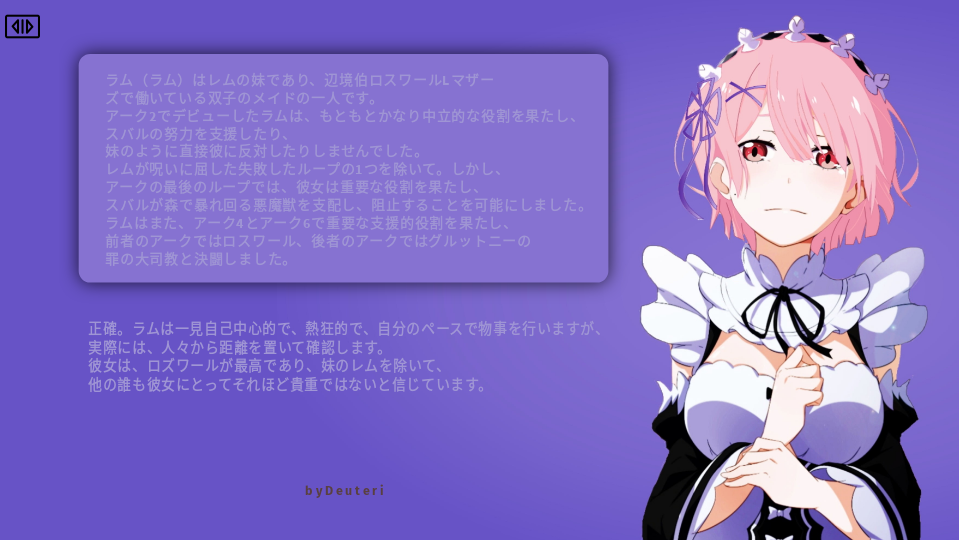 ラム（ラム）はレムの妹であり、辺境伯ロスワールLマザー
ズで働いている双子のメイドの一人です。
アーク2でデビューしたラムは、もともとかなり中立的な役割を果たし、
スバルの努力を支援したり、
妹のように直接彼に反対したりしませんでした。
レムが呪いに屈した失敗したループの1つを除いて。しかし、
アークの最後のループでは、彼女は重要な役割を果たし、
スバルが森で暴れ回る悪魔獣を支配し、阻止することを可能にしました。
ラムはまた、アーク4とアーク6で重要な支援的役割を果たし、
前者のアークではロスワール、後者のアークではグルットニーの
罪の大司教と決闘しました。
正確。ラムは一見自己中心的で、熱狂的で、自分のペースで物事を行いますが、
実際には、人々から距離を置いて確認します。
彼女は、ロズワールが最高であり、妹のレムを除いて、
他の誰も彼女にとってそれほど貴重ではないと信じています。
byDeuteri